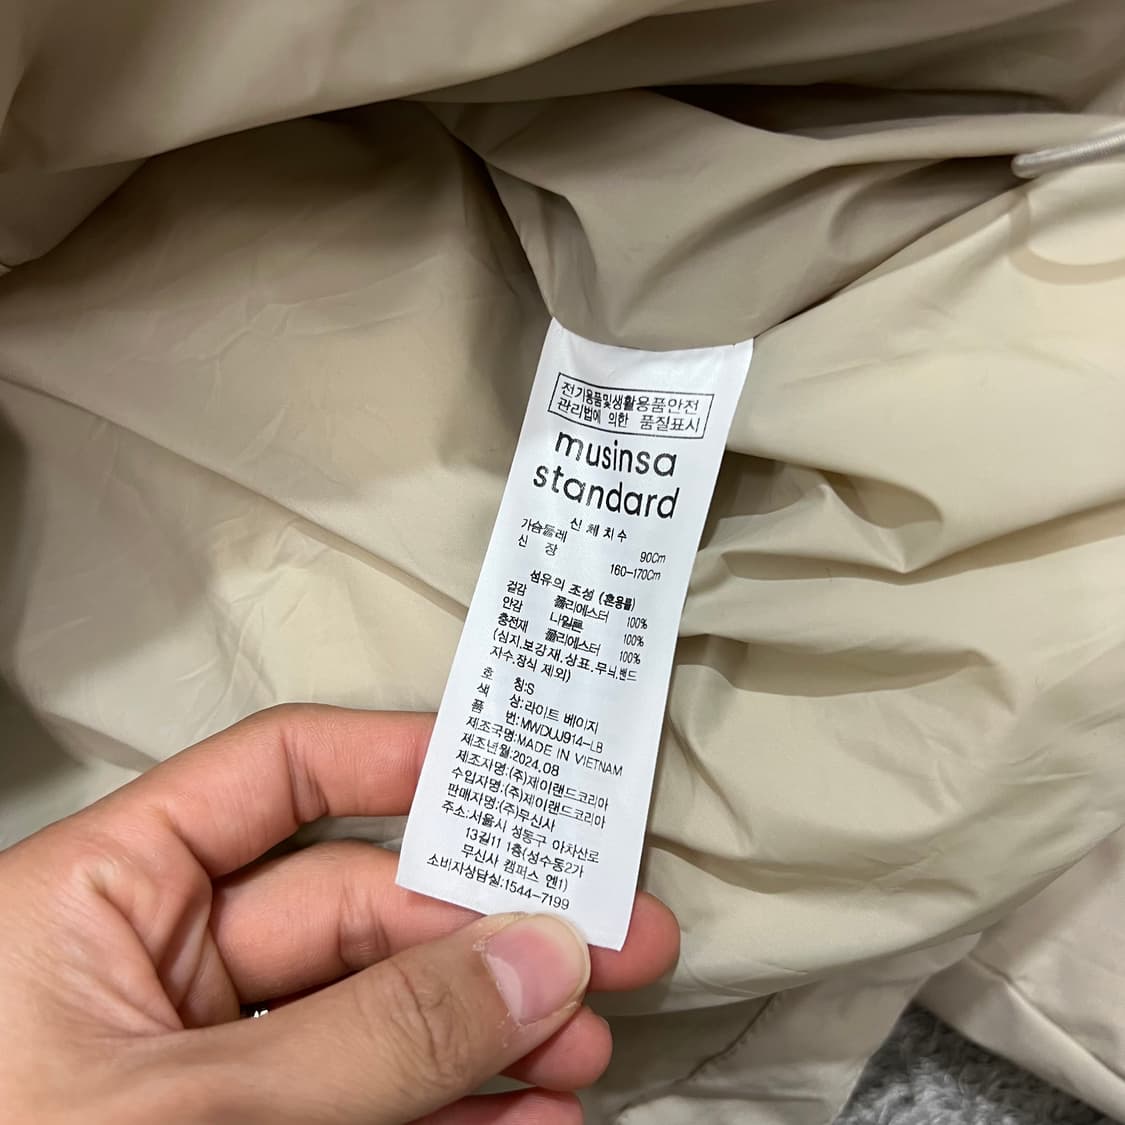 전기용품및생활용품안전
관리법에 의한 품질표시
musinsa
standard
신체치수
가슴둘레 90Cm
신 장 160-170Cm
섬유의 조성 (혼용률)
겉감 폴리에스터 100%
안감 나일론 100%
충전재 폴리에스터 100%
(심지.보강재.상표.무늬.밴드
자수.장식 제외)
호 칭:S
색 상:라이트 베이지
품 번:MWDUJ914-LB
제조국명:MADE IN VIETNAM
제조년월:2024.08
제조자명:(주)제이랜드코리아
수입자명:(주)제이랜드코리아
판매자명:(주)무신사
주소:서울시 성동구 아차산로
13길11 1층(성수동2가
무신사 캠퍼스 엔1)
소비자상담실:1544-7199